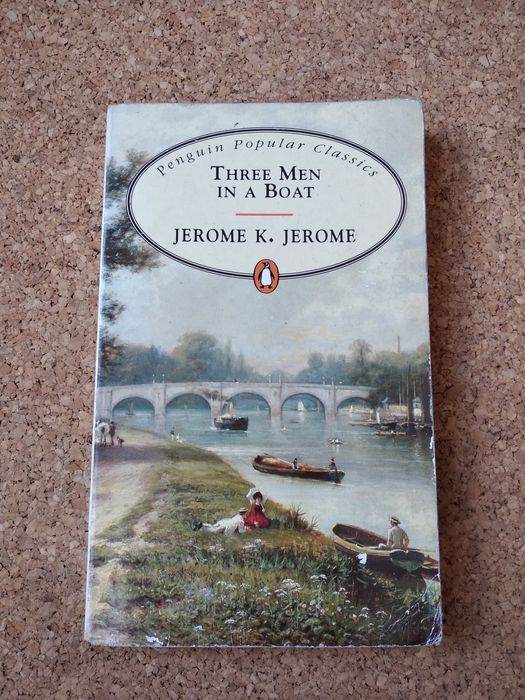 Penguin Popular Classics
THREE MEN
IN A BOAT
JEROME K. JEROME